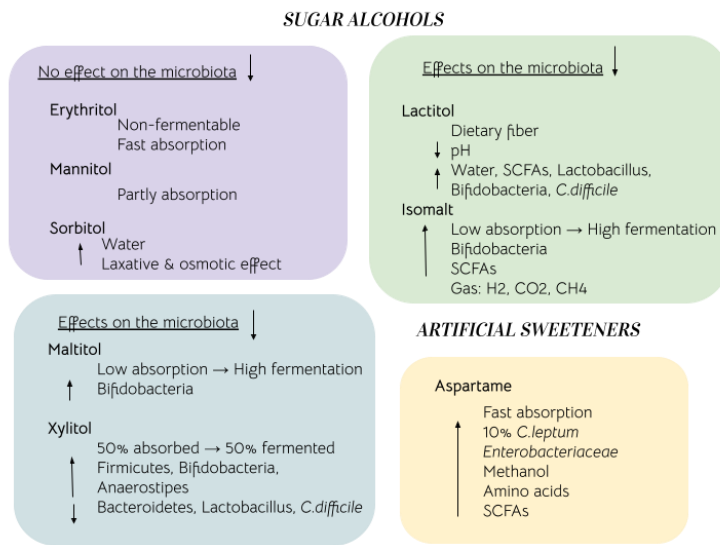 SUGAR ALCOHOLS
No effect on the microbiota ↓
Erythritol
Non-fermentable
Fast absorption
Mannitol
Partly absorption
Sorbitol
↑ Water
Laxative & osmotic effect
Effects on the microbiota ↓
Lactitol
Dietary fiber
↓ pH
↑ Water, SCFAs, Lactobacillus,
Bifidobacteria, C.difficile
Isomalt
↑ Low absorption → High fermentation
Bifidobacteria
SCFAs
Gas: H2, CO2, CH4
Effects on the microbiota ↓
Maltitol
Low absorption → High fermentation
↑ Bifidobacteria
Xylitol
50% absorbed → 50% fermented
↑ Firmicutes, Bifidobacteria,
Anaerostipes
↓ Bacteroidetes, Lactobacillus, C.difficile
ARTIFICIAL SWEETENERS
Aspartame
↑ Fast absorption
10% C.leptum
Enterobacteriaceae
Methanol
Amino acids
SCFAs